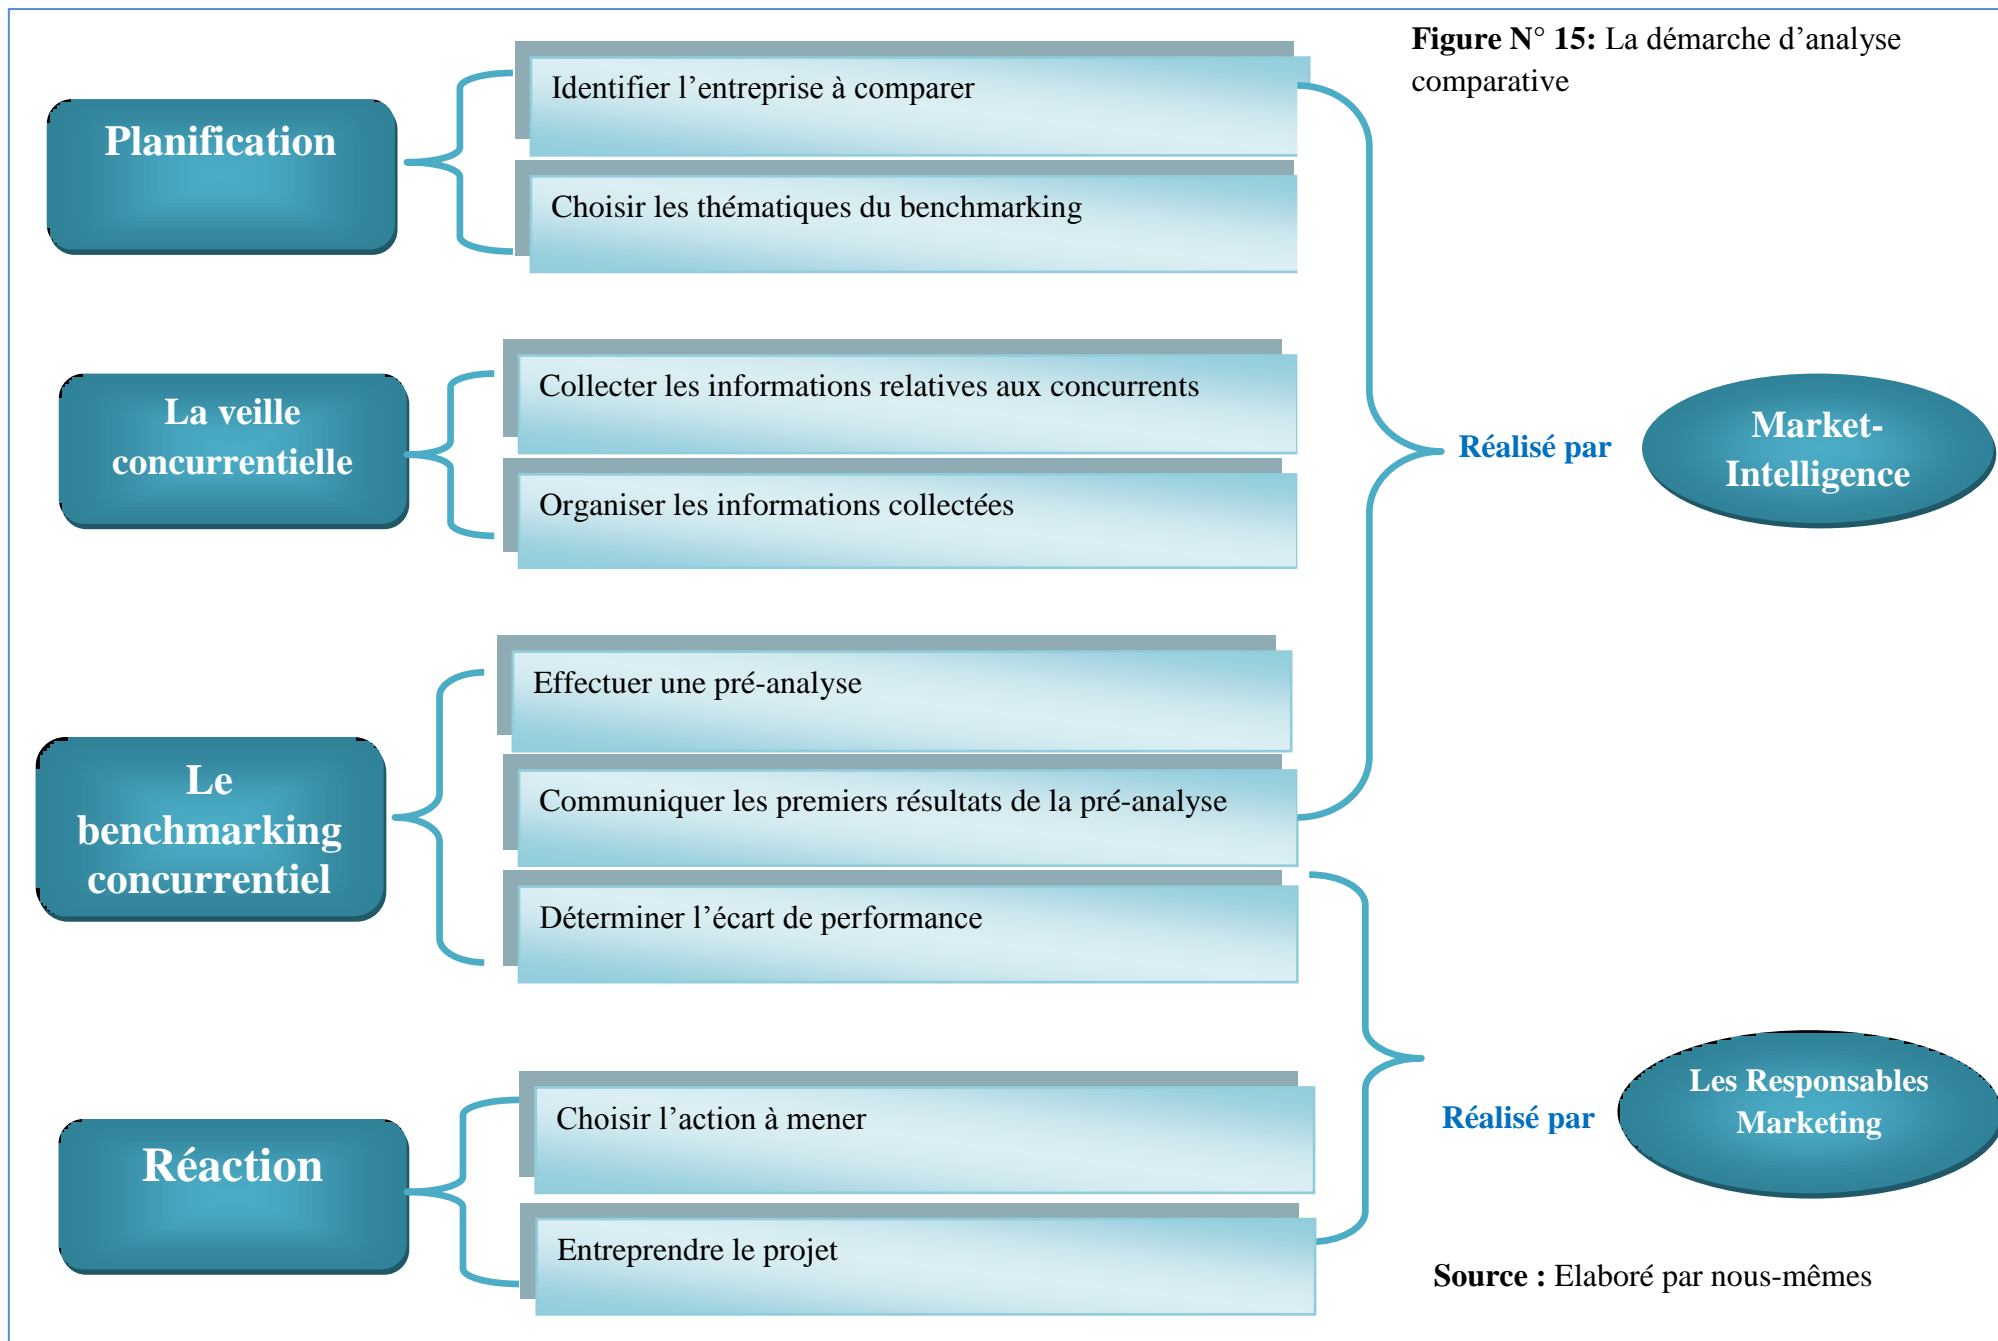 Figure N° 15: La démarche d’analyse
comparative
Planification
Identifier l’entreprise à comparer
Choisir les thématiques du benchmarking
La veille
concurrentielle
Collecter les informations relatives aux concurrents
Organiser les informations collectées
Réalisé par
Market-
Intelligence
Le
benchmarking
concurrentiel
Effectuer une pré-analyse
Communiquer les premiers résultats de la pré-analyse
Déterminer l’écart de performance
Réaction
Choisir l’action à mener
Entreprendre le projet
Réalisé par
Les Responsables
Marketing
Source : Elaboré par nous-mêmes